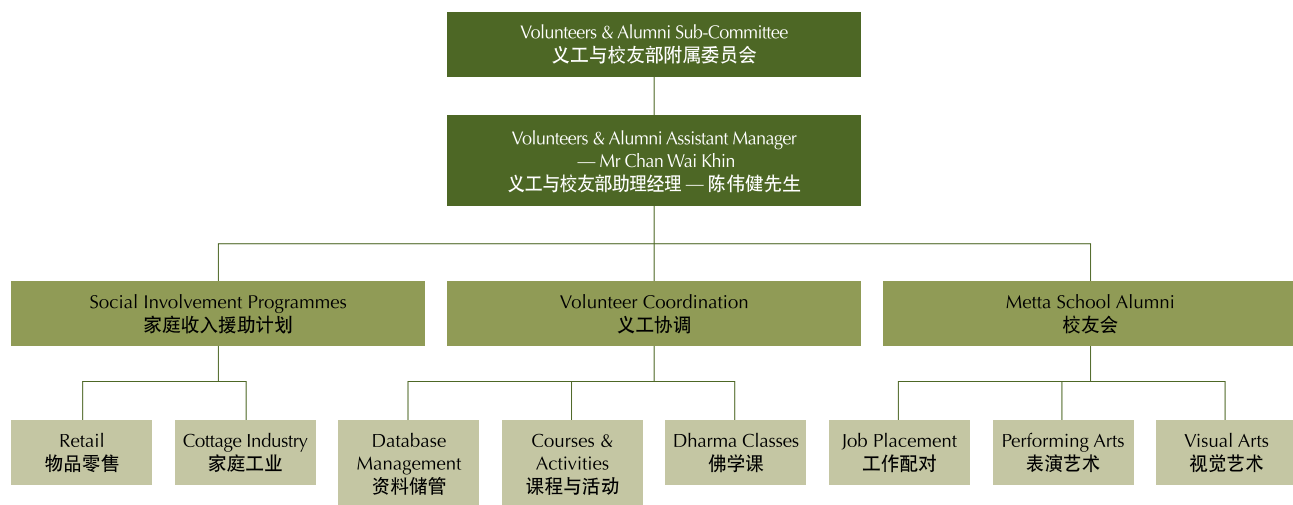 Volunteers & Alumni Sub-Committee
义工与校友部附属委员会
Volunteers & Alumni Assistant Manager
— Mr Chan Wai Khin
义工与校友部助理经理 — 陈伟健先生
Social Involvement Programmes
家庭收入援助计划
Volunteer Coordination
义工协调
Metta School Alumni
校友会
Retail
物品零售
Cottage Industry
家庭工业
Database
Management
资料储管
Courses &
Activities
课程与活动
Dharma Classes
佛学课
Job Placement
工作配对
Performing Arts
表演艺术
Visual Arts
视觉艺术